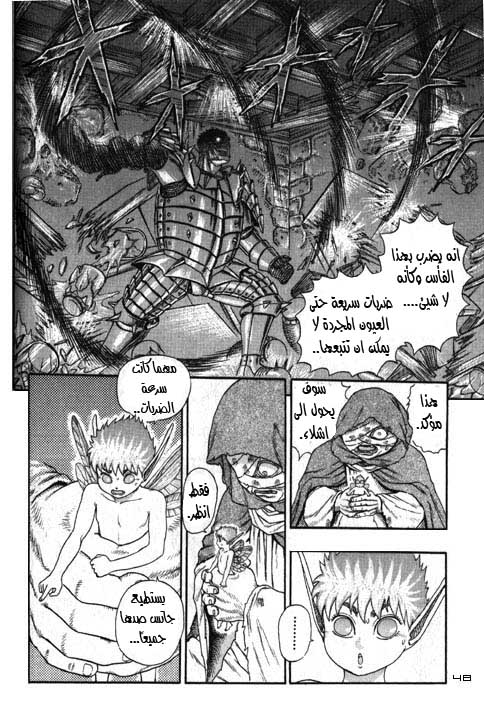 انه يضرب بهذا
الفأس وكأنه
لا شيئ....
ضربات سريعة حتى
العيون المجردة لا
يمكن ان تتبعها..
هذا
مؤكد.
سوف
يحول الى
اشلاء.
فقط
انظر.
مهما كانت
سرعة
الضربات..
يستطيع
جاتس صدها
جميعا...
........
48